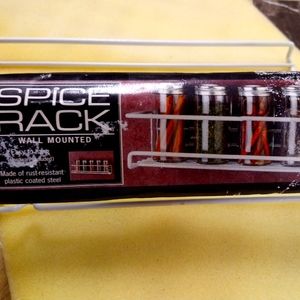 SPICE
RACK
WALL MOUNTED
Made of rust-resistant
plastic coated steel